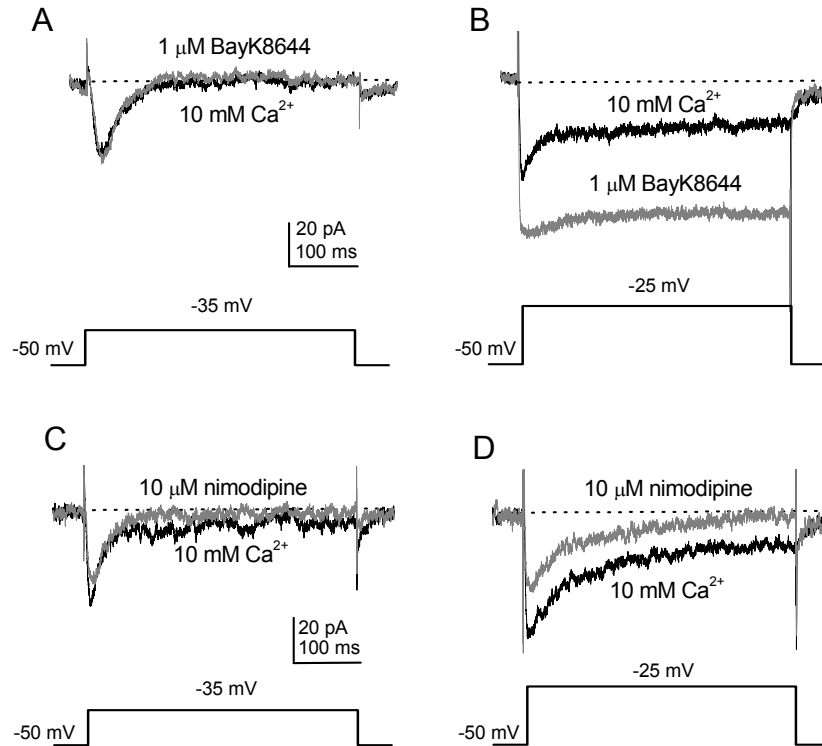 A
1 μM BayK8644
10 mM Ca²⁺
20 pA
100 ms
-35 mV
-50 mV
B
10 mM Ca²⁺
1 μM BayK8644
-25 mV
-50 mV
C
10 μM nimodipine
10 mM Ca²⁺
20 pA
100 ms
-35 mV
-50 mV
D
10 μM nimodipine
10 mM Ca²⁺
-25 mV
-50 mV